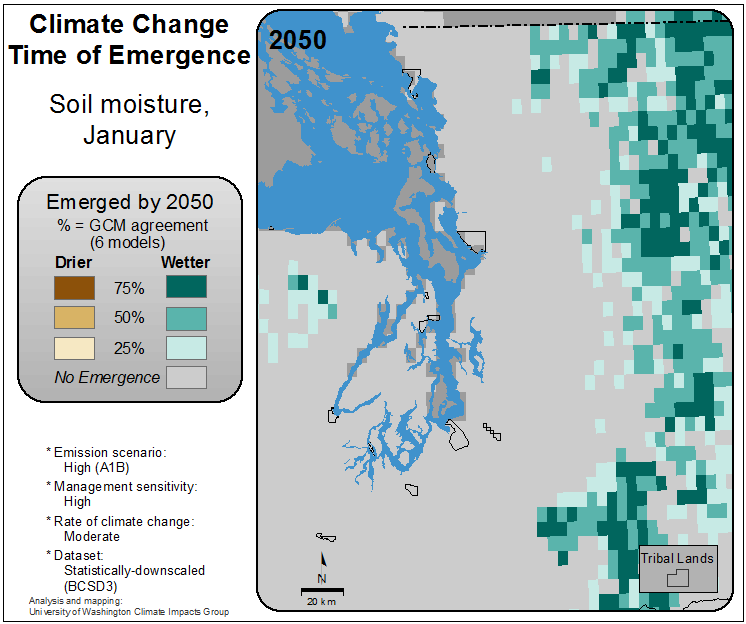 Climate Change
Time of Emergence
Soil moisture,
January
Emerged by 2050
% = GCM agreement
(6 models)
Drier Wetter
75%
50%
25%
No Emergence
* Emission scenario:
High (A1B)
* Management sensitivity:
High
* Rate of climate change:
Moderate
* Dataset:
Statistically-downscaled
(BCSD3)
Analysis and mapping:
University of Washington Climate Impacts Group
2050
N
20 km
Tribal Lands